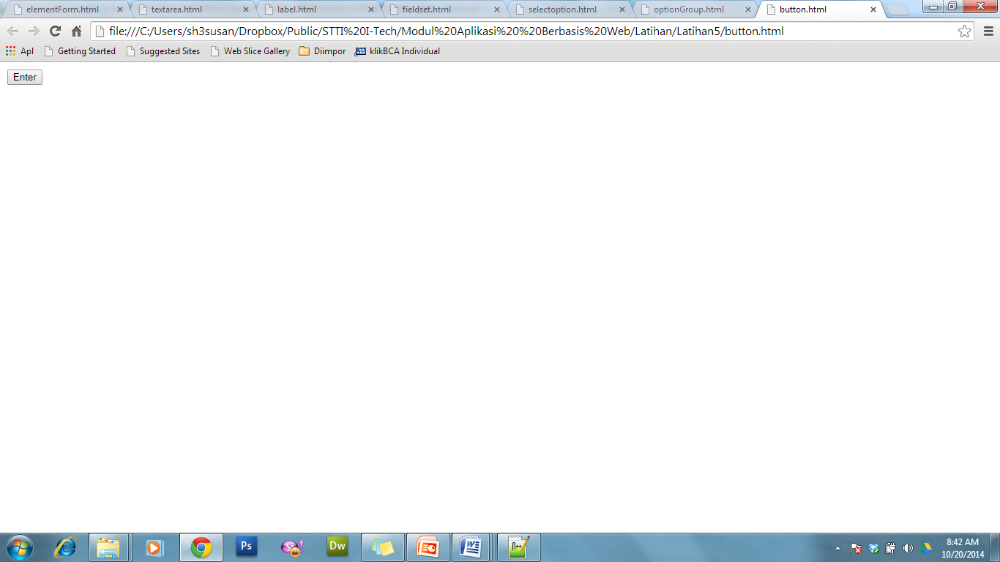 elementForm.html textarea.html label.html fieldset.html selectoption.html optionGroup.html button.html
file:///C:/Users/sh3susan/Dropbox/Public/STTI%20I-Tech/Modul%20Aplikasi%20%20Berbasis%20Web/Latihan/Latihan5/button.html
Apl Getting Started Suggested Sites Web Slice Gallery Diimpor klikBCA Individual
Enter
Ps Dw N++
8:42 AM
10/20/2014